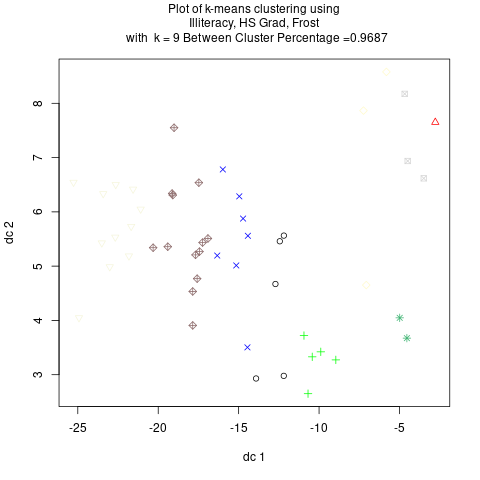 Plot of k-means clustering using
Illiteracy, HS Grad, Frost
with k = 9 Between Cluster Percentage =0.9687
8
7
6
5
4
3
dc 2
-25 -20 -15 -10 -5
dc 1